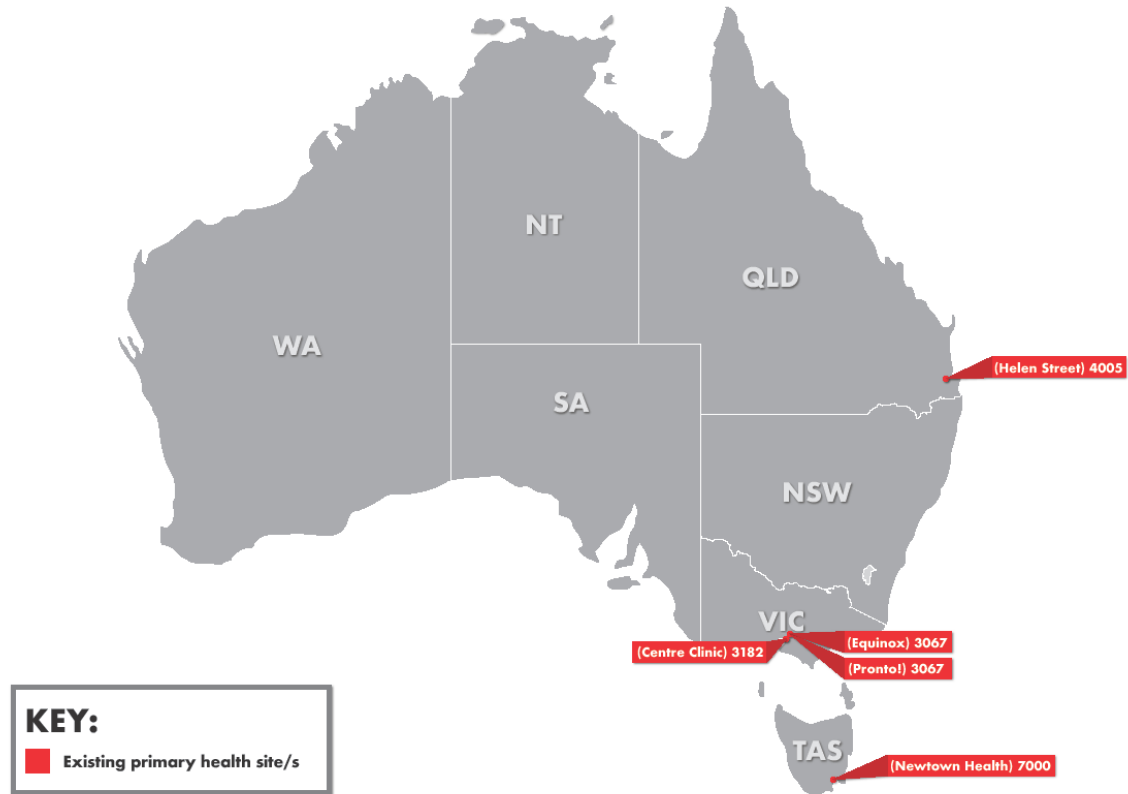 NT
QLD
WA
(Helen Street) 4005
SA
NSW
VIC
(Equinox) 3067
(Centre Clinic) 3182
(Pronto!) 3067
KEY:
Existing primary health site/s
TAS
(Newtown Health) 7000